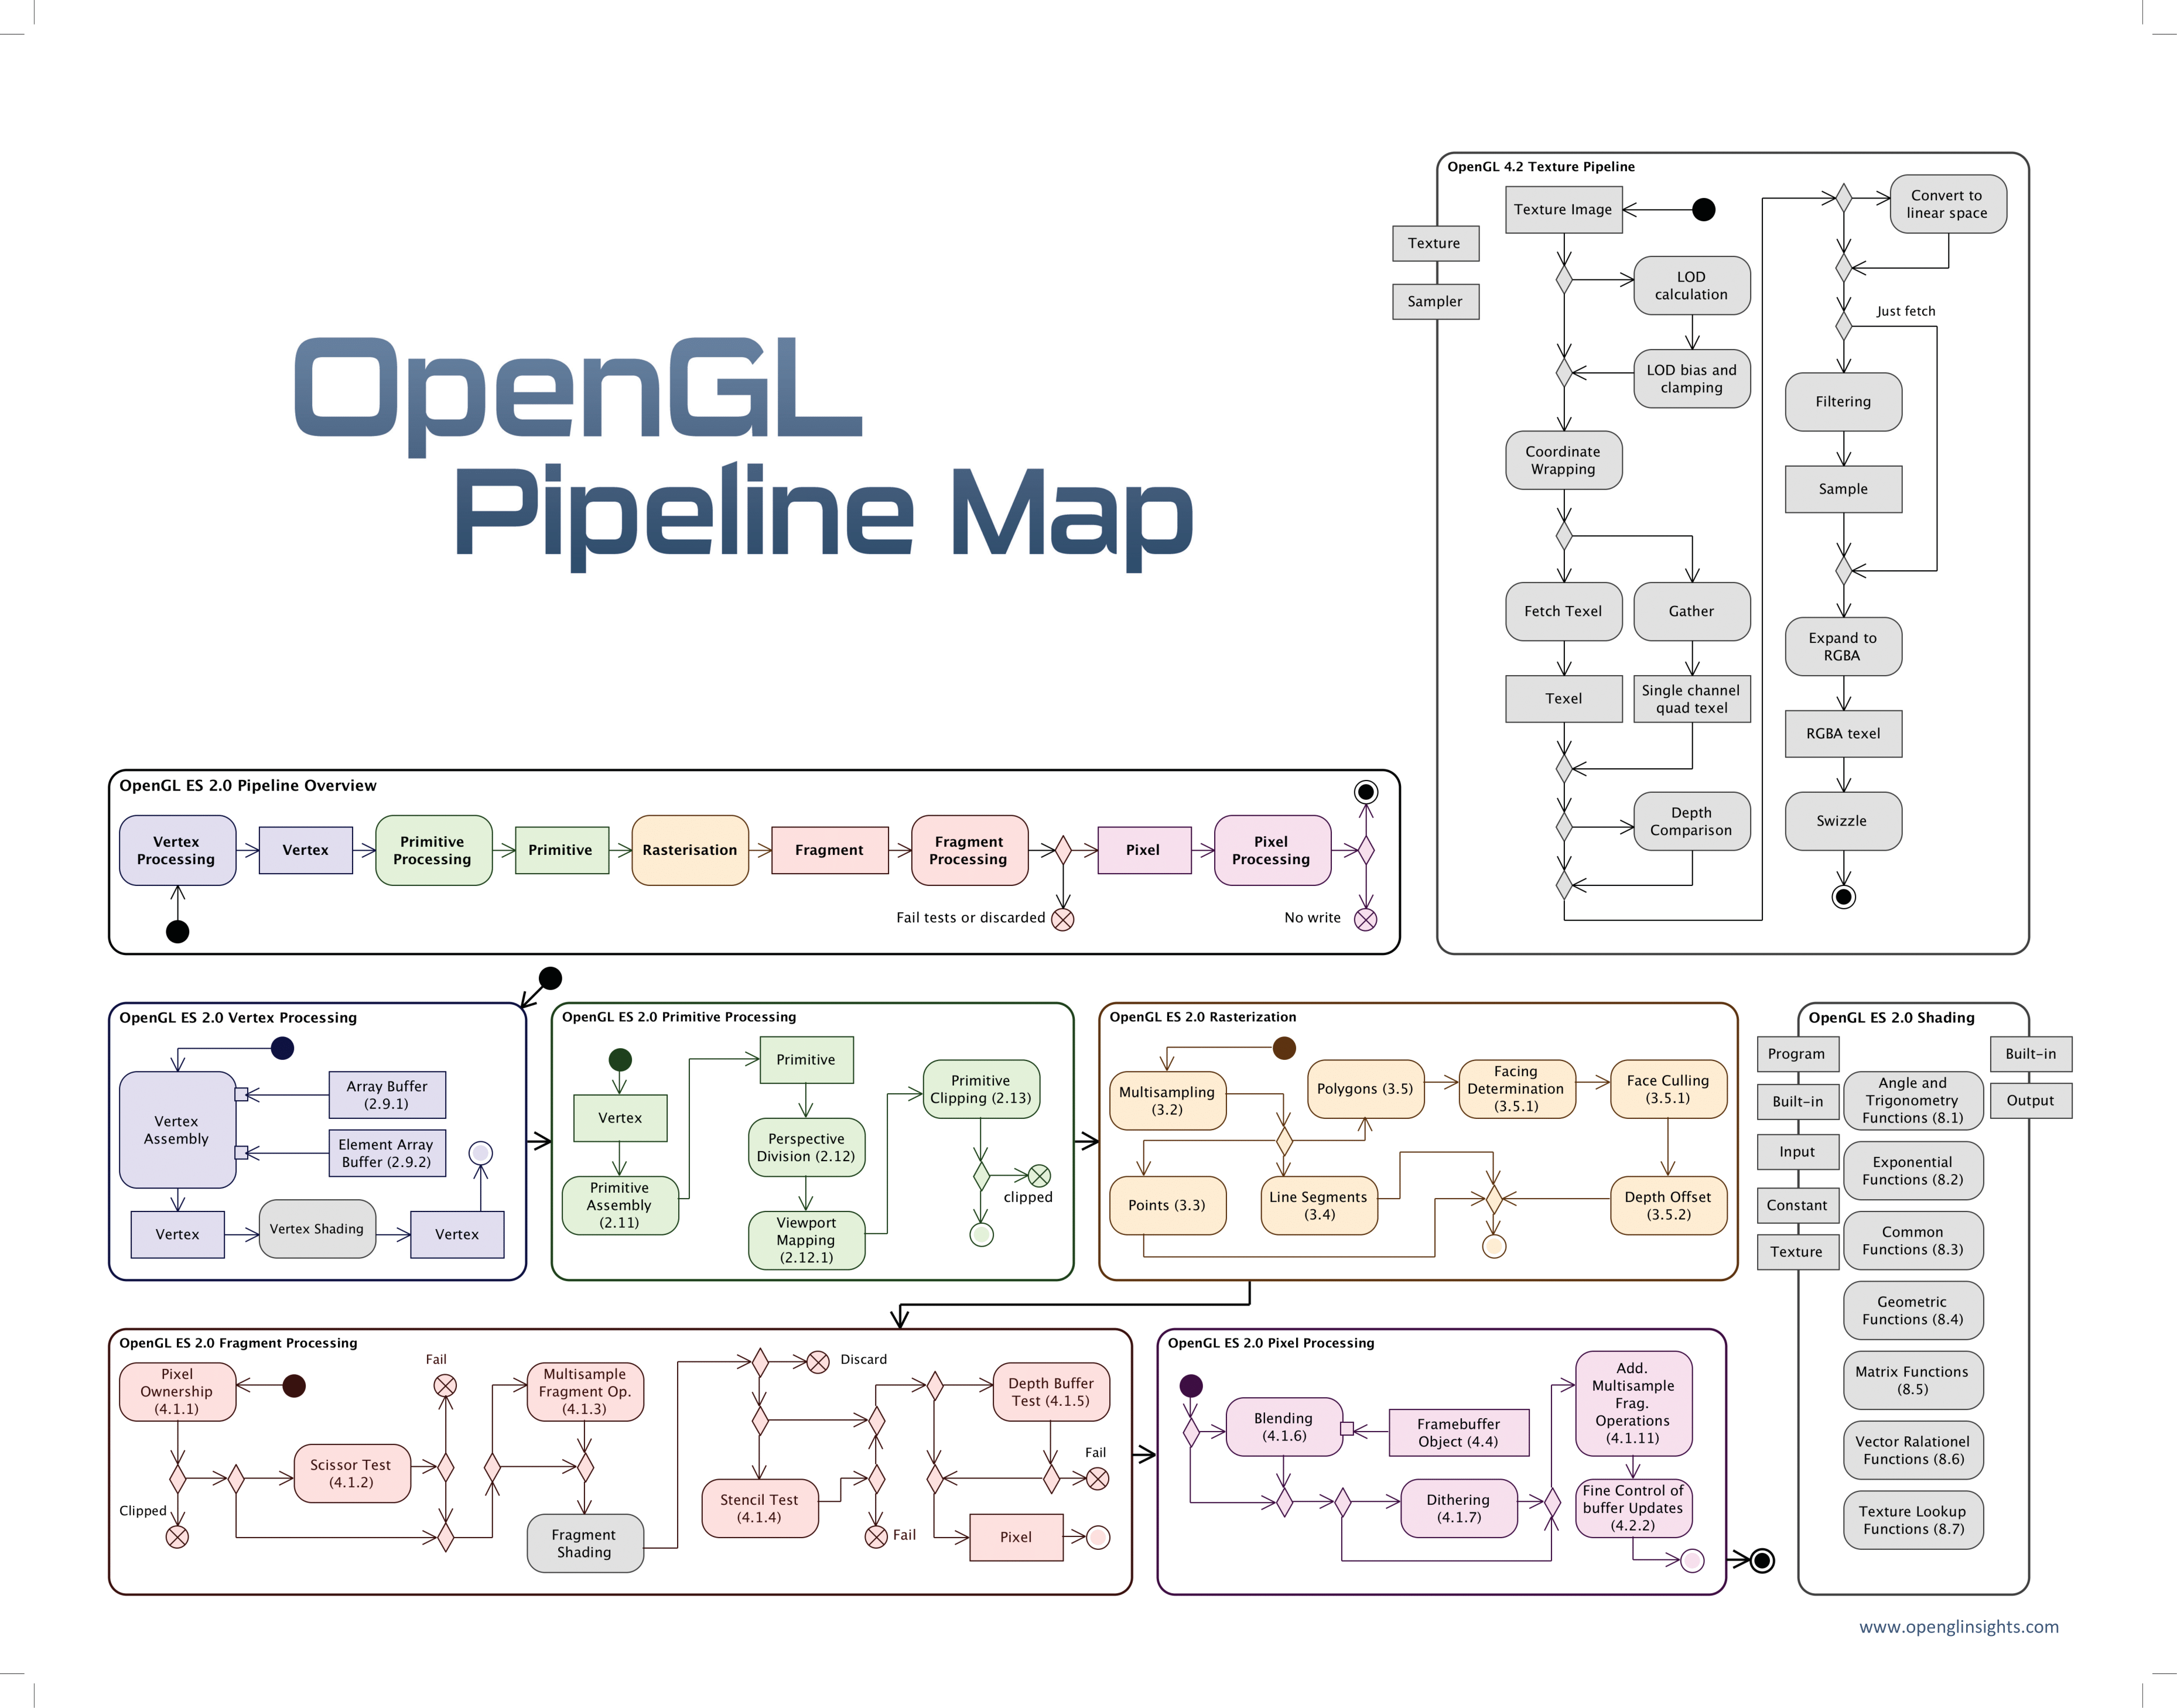 OpenGL
Pipeline Map
OpenGL 4.2 Texture Pipeline
Texture
Sampler
Texture Image
LOD
calculation
LOD bias and
clamping
Coordinate
Wrapping
Fetch Texel
Gather
Texel
Single channel
quad texel
Depth
Comparison
Convert to
linear space
Just fetch
Filtering
Sample
Expand to
RGBA
RGBA texel
Swizzle
OpenGL ES 2.0 Pipeline Overview
Vertex
Processing
Vertex
Primitive
Processing
Primitive
Rasterisation
Fragment
Fragment
Processing
Pixel
Pixel
Processing
Fail tests or discarded
No write
OpenGL ES 2.0 Vertex Processing
Vertex
Assembly
Array Buffer
(2.9.1)
Element Array
Buffer (2.9.2)
Vertex
Vertex Shading
Vertex
OpenGL ES 2.0 Primitive Processing
Vertex
Primitive
Assembly
(2.11)
Primitive
Perspective
Division (2.12)
Viewport
Mapping
(2.12.1)
Primitive
Clipping (2.13)
clipped
OpenGL ES 2.0 Rasterization
Multisampling
(3.2)
Polygons (3.5)
Facing
Determination
(3.5.1)
Face Culling
(3.5.1)
Points (3.3)
Line Segments
(3.4)
Depth Offset
(3.5.2)
OpenGL ES 2.0 Shading
Program
Built-in
Input
Constant
Texture
Built-in
Output
Angle and
Trigonometry
Functions (8.1)
Exponential
Functions (8.2)
Common
Functions (8.3)
Geometric
Functions (8.4)
Matrix Functions
(8.5)
Vector Ralationel
Functions (8.6)
Texture Lookup
Functions (8.7)
OpenGL ES 2.0 Fragment Processing
Pixel
Ownership
(4.1.1)
Clipped
Scissor Test
(4.1.2)
Fail
Multisample
Fragment Op.
(4.1.3)
Fragment
Shading
Discard
Stencil Test
(4.1.4)
Fail
Depth Buffer
Test (4.1.5)
Fail
Pixel
OpenGL ES 2.0 Pixel Processing
Blending
(4.1.6)
Framebuffer
Object (4.4)
Dithering
(4.1.7)
Add.
Multisample
Frag.
Operations
(4.1.11)
Fine Control of
buffer Updates
(4.2.2)
www.openglinsights.com